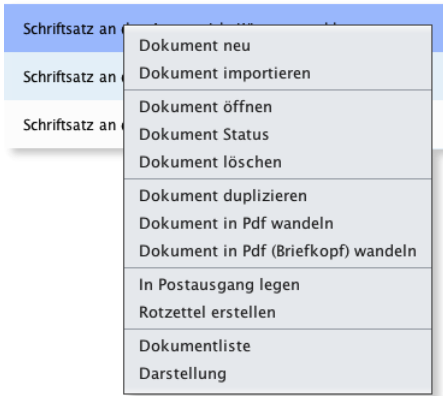 Schriftsatz an
Dokument neu
Dokument importieren
Schriftsatz an
Dokument öffnen
Schriftsatz an
Dokument Status
Dokument löschen
Dokument duplizieren
Dokument in Pdf wandeln
Dokument in Pdf (Briefkopf) wandeln
In Postausgang legen
Rotzettel erstellen
Dokumentliste
Darstellung